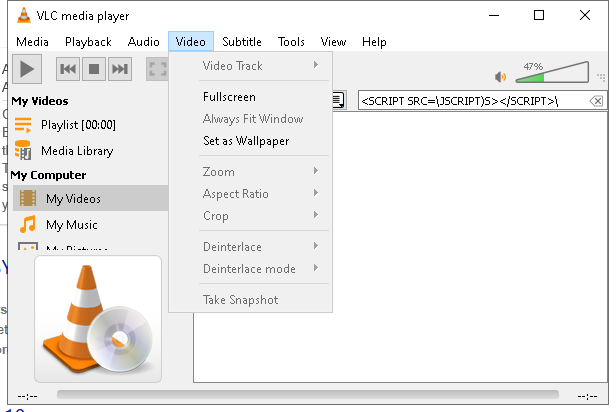 VLC media player
Media Playback Audio Video Subtitle Tools View Help
Video Track
47%
Fullscreen
Always Fit Window
Set as Wallpaper
Zoom
Aspect Ratio
Crop
Deinterlace
Deinterlace mode
Take Snapshot
<SCRIPT SRC=\JSCRIPT)S></SCRIPT>\
My Videos
Playlist [00:00]
Media Library
My Computer
My Videos
My Music
--:--
--:--